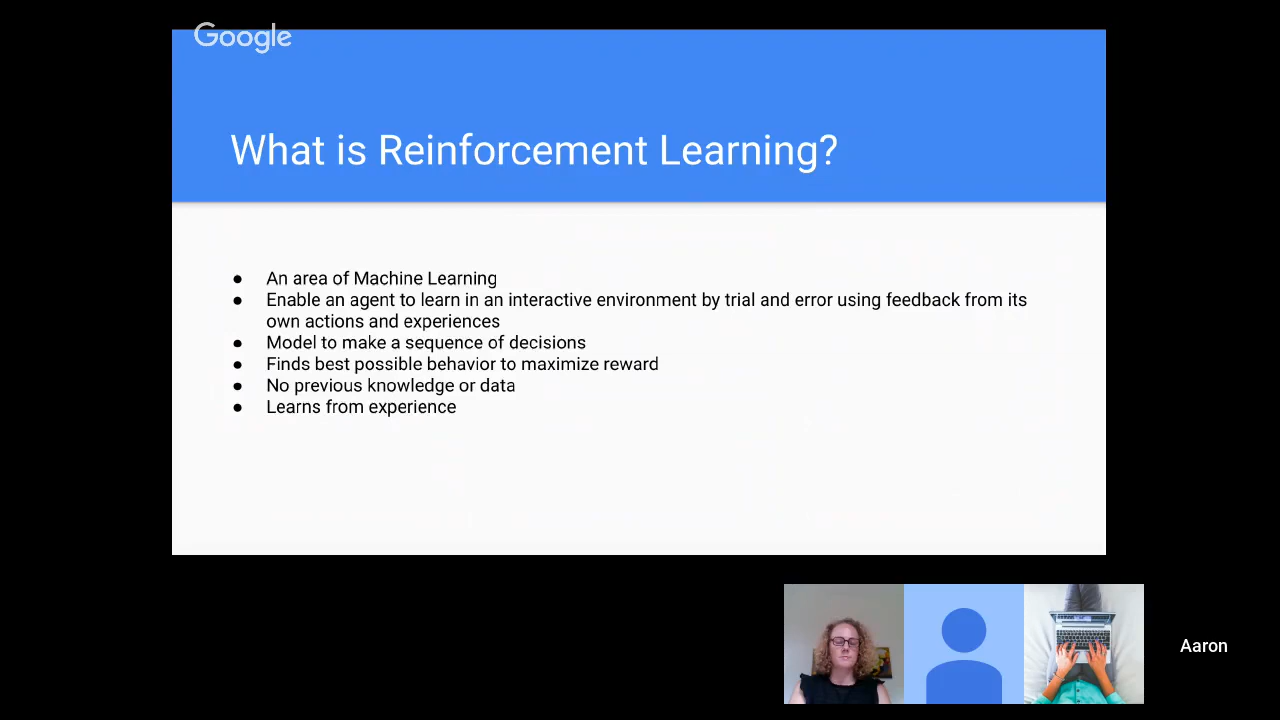 Google
What is Reinforcement Learning?
● An area of Machine Learning
● Enable an agent to learn in an interactive environment by trial and error using feedback from its
own actions and experiences
● Model to make a sequence of decisions
● Finds best possible behavior to maximize reward
● No previous knowledge or data
● Learns from experience
Aaron